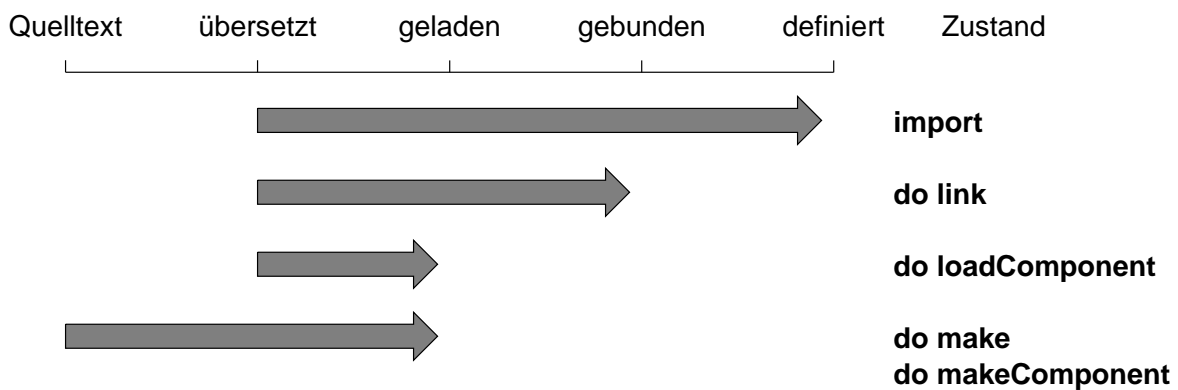 Quelltext übersetzt geladen gebunden definiert Zustand
import
do link
do loadComponent
do make
do makeComponent